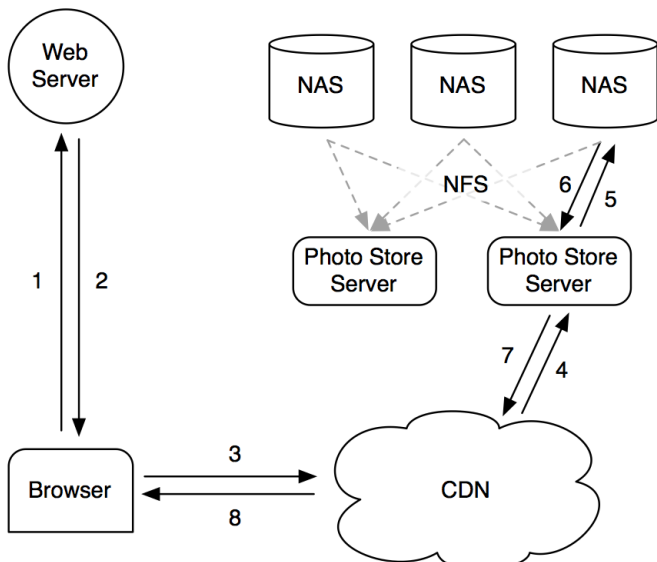 Web
Server
NAS
NAS
NAS
NFS
6
5
Photo Store
Server
Photo Store
Server
1
2
7
4
3
Browser
CDN
8